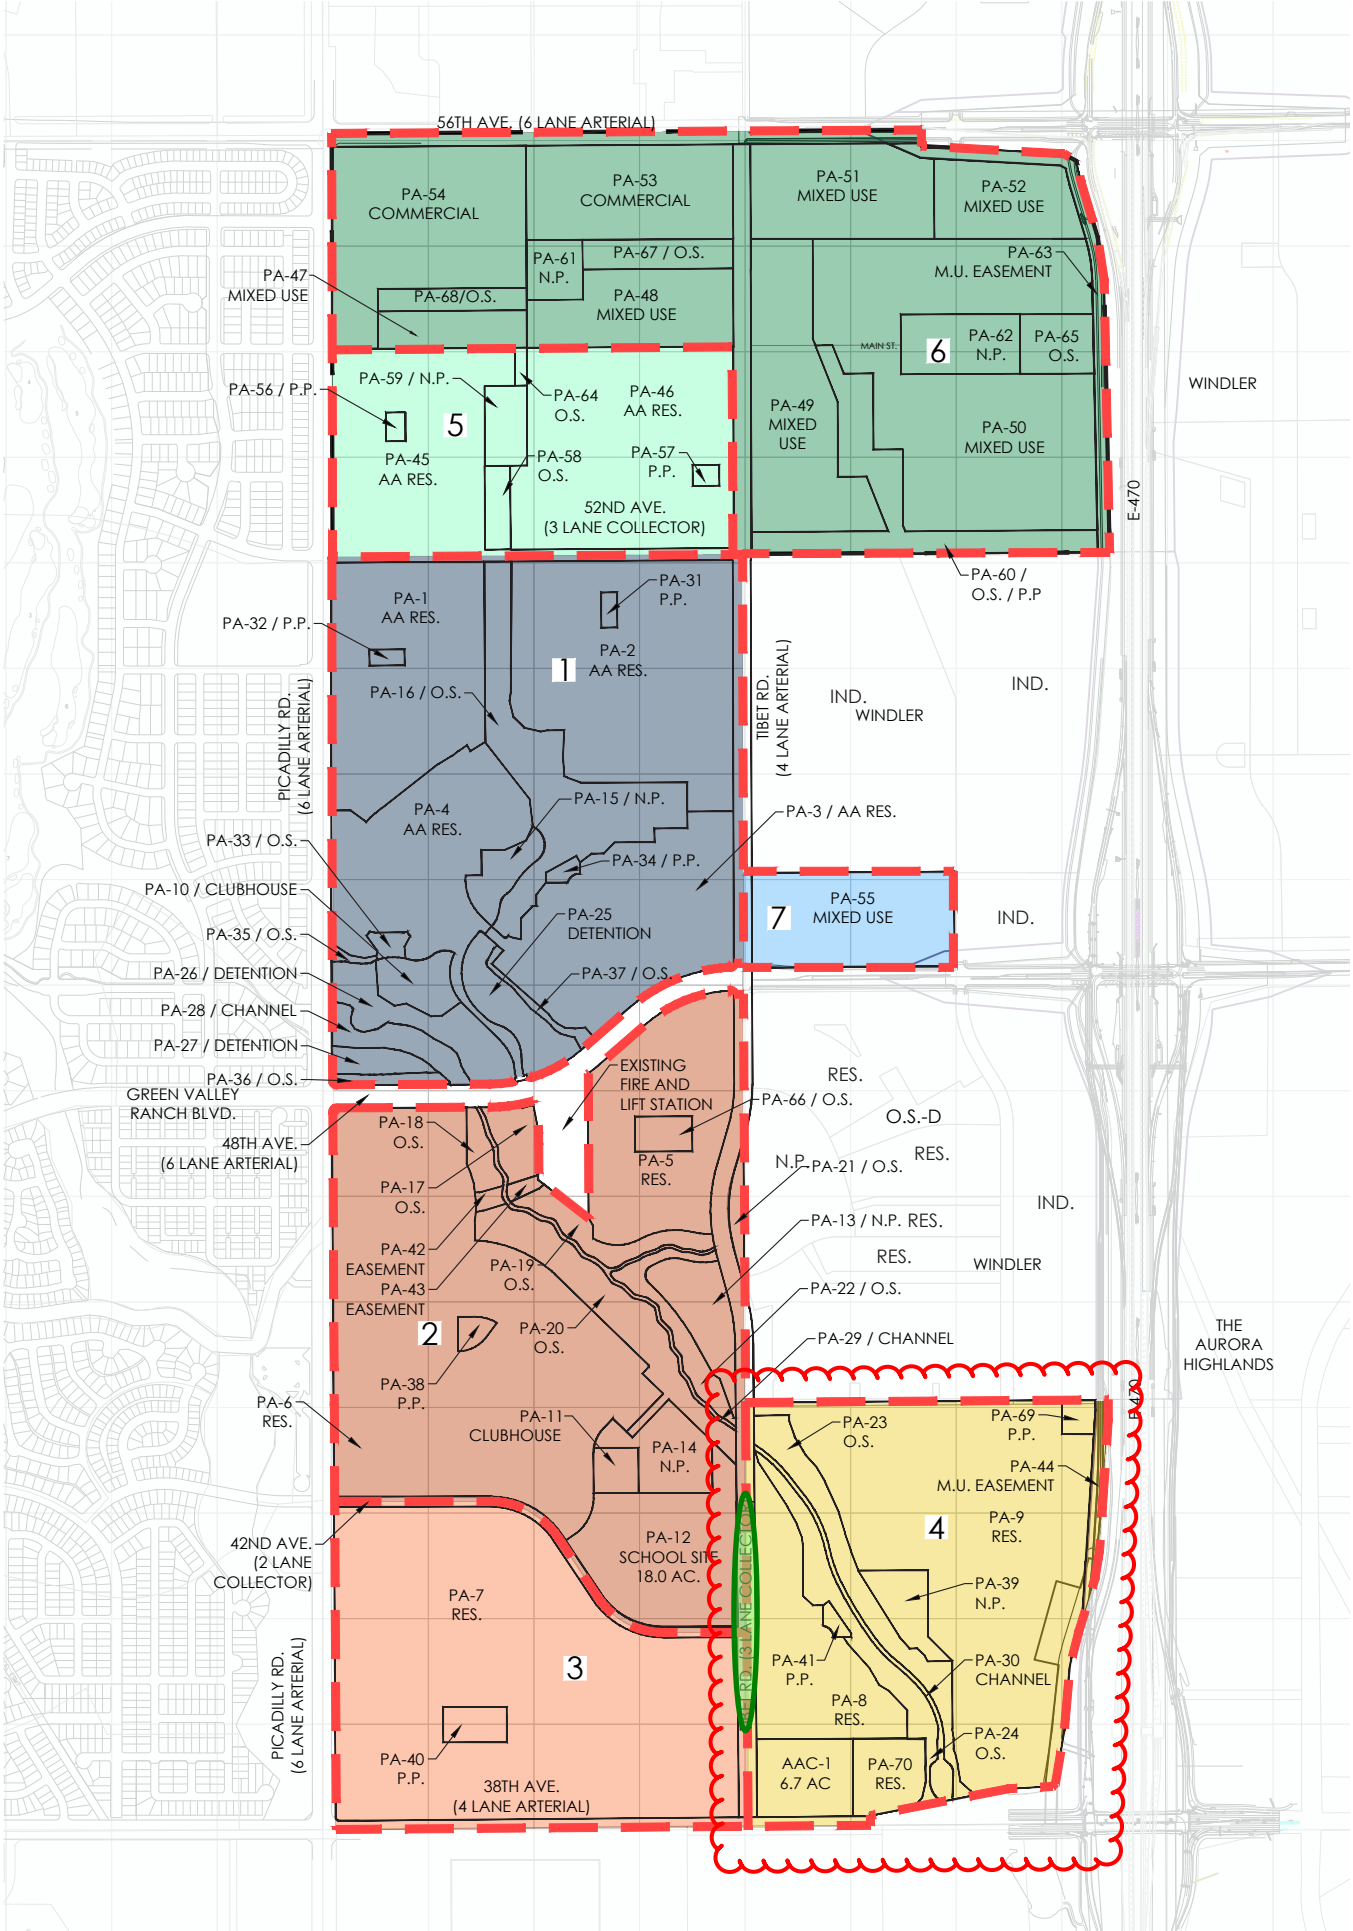 56TH AVE. (6 LANE ARTERIAL)
PA-54
COMMERCIAL
PA-53
COMMERCIAL
PA-51
MIXED USE
PA-52
MIXED USE
PA-61
N.P.
PA-67 / O.S.
PA-63
M.U. EASEMENT
PA-47
MIXED USE
PA-68/O.S.
PA-48
MIXED USE
MAIN ST.
6
PA-62
N.P.
PA-65
O.S.
PA-56 / P.P.
PA-59 / N.P.
PA-64
O.S.
PA-46
AA RES.
WINDLER
5
PA-45
AA RES.
PA-58
O.S.
PA-57
P.P.
PA-49
MIXED
USE
PA-50
MIXED USE
52ND AVE.
(3 LANE COLLECTOR)
E-470
PA-60 /
O.S. / P.P
PA-1
AA RES.
PA-31
P.P.
PA-32 / P.P.
1
PA-2
AA RES.
PA-16 / O.S.
PICADILLY RD.
(6 LANE ARTERIAL)
TIBET RD.
(4 LANE ARTERIAL)
IND.
IND.
WINDLER
PA-4
AA RES.
PA-15 / N.P.
PA-3 / AA RES.
PA-33 / O.S.
PA-34 / P.P.
PA-10 / CLUBHOUSE
PA-25
DETENTION
7
PA-55
MIXED USE
IND.
PA-35 / O.S.
PA-26 / DETENTION
PA-37 / O.S.
PA-28 / CHANNEL
PA-27 / DETENTION
PA-36 / O.S.
GREEN VALLEY
RANCH BLVD.
48TH AVE.
(6 LANE ARTERIAL)
EXISTING
FIRE AND
LIFT STATION
PA-66 / O.S.
RES.
O.S.-D
RES.
PA-18
O.S.
PA-5
RES.
N.P.
PA-21 / O.S.
PA-17
O.S.
IND.
PA-13 / N.P.
RES.
RES.
WINDLER
PA-42
EASEMENT
PA-43
EASEMENT
PA-19
O.S.
PA-22 / O.S.
2
PA-20
O.S.
PA-29 / CHANNEL
THE
AURORA
HIGHLANDS
PA-38
P.P.
PA-6
RES.
PA-11
CLUBHOUSE
PA-14
N.P.
PA-23
O.S.
PA-69
P.P.
E-470
PA-44
M.U. EASEMENT
4
PA-9
RES.
42ND AVE.
(2 LANE
COLLECTOR)
PA-12
SCHOOL SITE
18.0 AC.
RD. (3 LANE COLLECTOR)
PA-7
RES.
PA-39
N.P.
3
PA-41
P.P.
PA-30
CHANNEL
PA-8
RES.
PICADILLY RD.
(6 LANE ARTERIAL)
PA-40
P.P.
PA-24
O.S.
AAC-1
6.7 AC
PA-70
RES.
38TH AVE.
(4 LANE ARTERIAL)